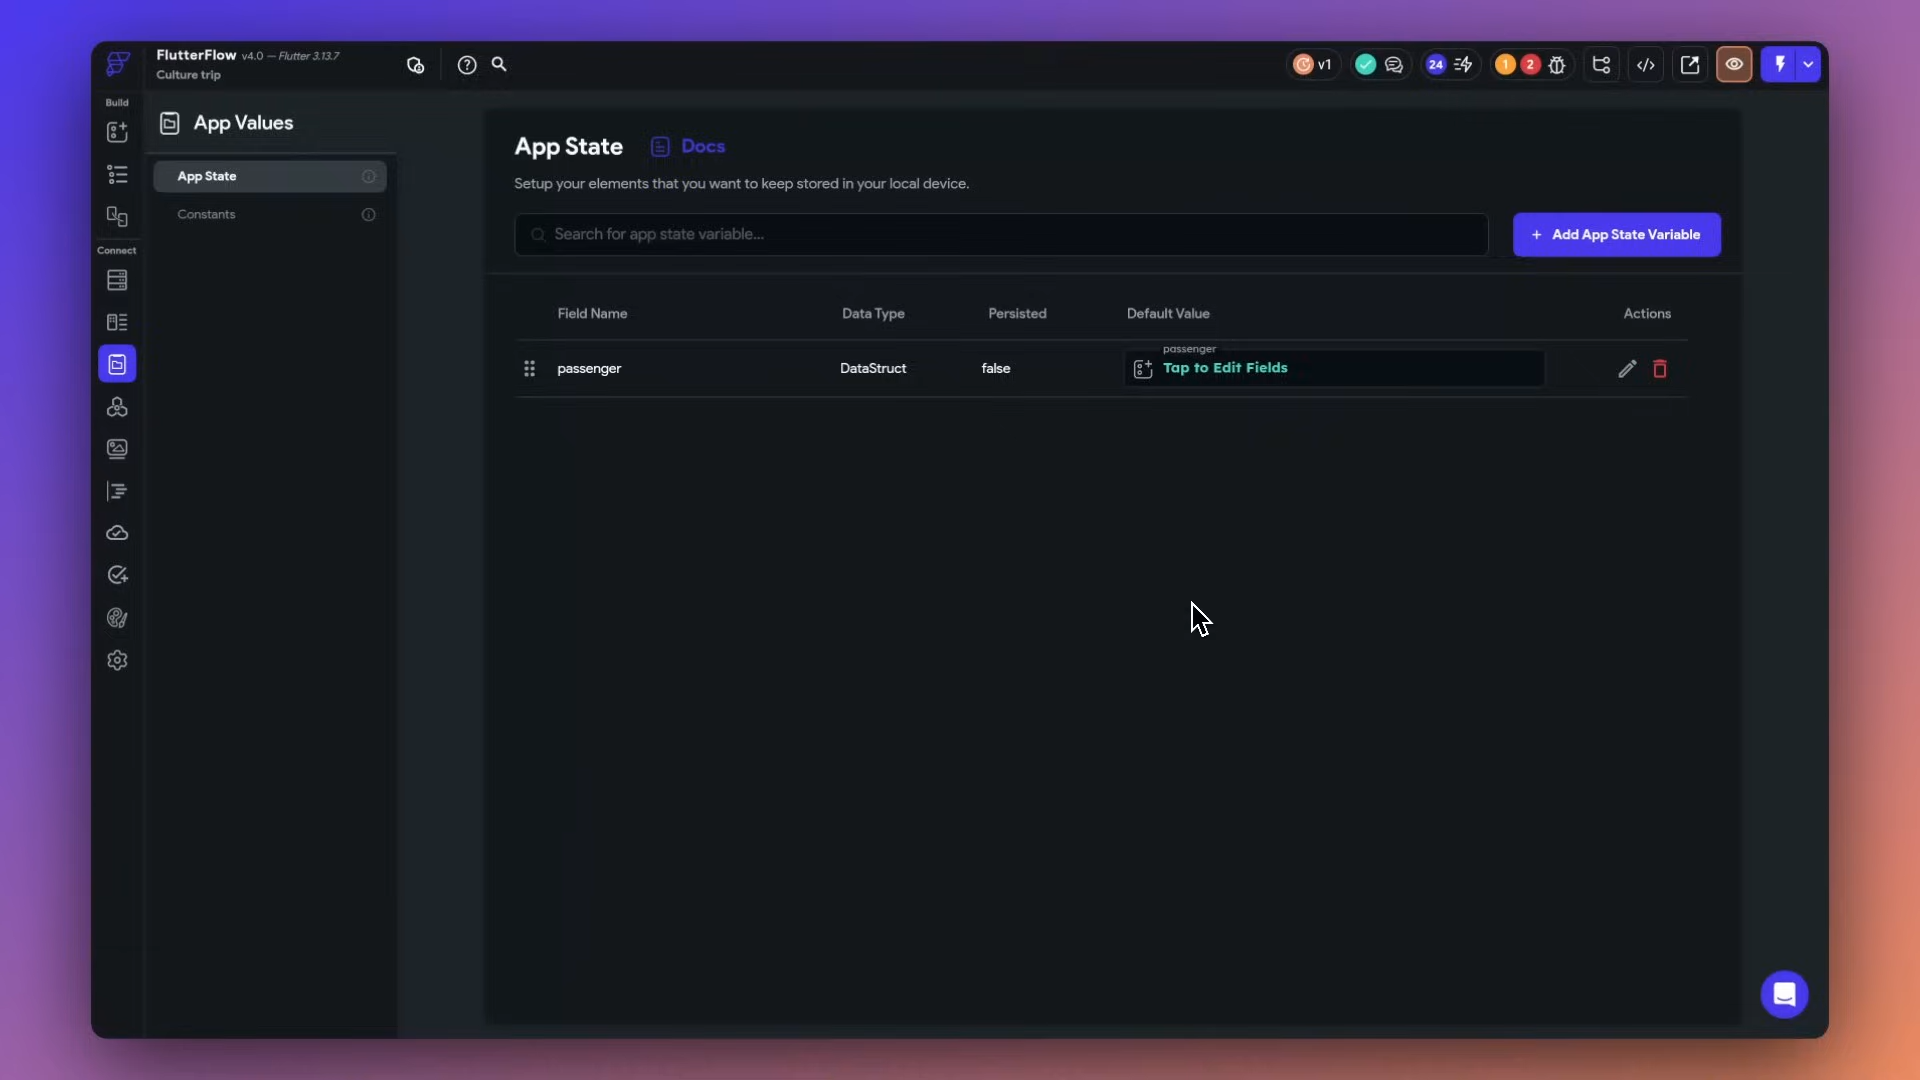 FlutterFlow v4.0 — Flutter 3.13.7
Culture trip
v1
24
1
2
Build
Connect
App Values
App State
Constants
App State
Docs
Setup your elements that you want to keep stored in your local device.
Search for app state variable...
+ Add App State Variable
Field Name Data Type Persisted Default Value Actions
passenger DataStruct false
passenger
Tap to Edit Fields